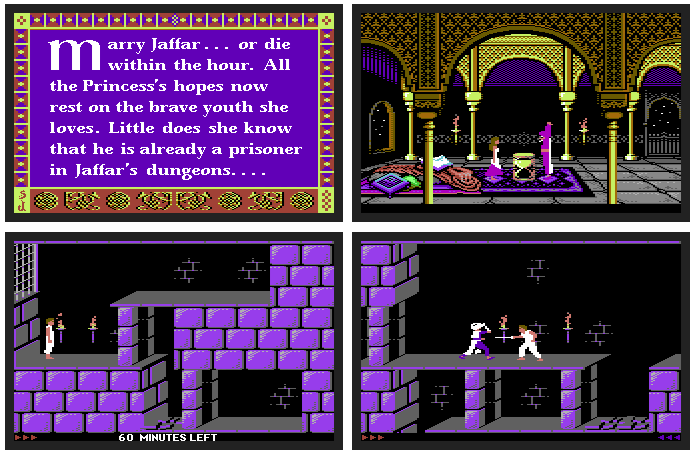 marry Jaffar... or die
within the hour. All
the Princess's hopes now
rest on the brave youth she
loves. Little does she know
that he is already a prisoner
in Jaffar's dungeons....
60 MINUTES LEFT